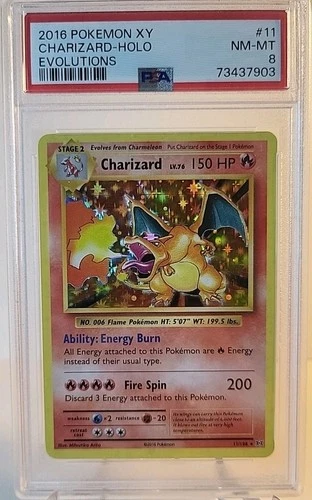 2016 POKEMON XY #11
CHARIZARD-HOLO NM-MT
EVOLUTIONS 8
PSA 73437903
STAGE 2 Evolves from Charmeleon Put Charizard on the Stage 1 Pokémon
Charizard LV.76 150 HP
NO. 006 Flame Pokémon HT: 5'07" WT: 199.5 lbs.
Ability: Energy Burn
All Energy attached to this Pokémon are Energy
instead of their usual type.
Fire Spin 200
Discard 3 Energy attached to this Pokémon.
weakness ×2 resistance -20
retreat
cost
©2016 Pokémon